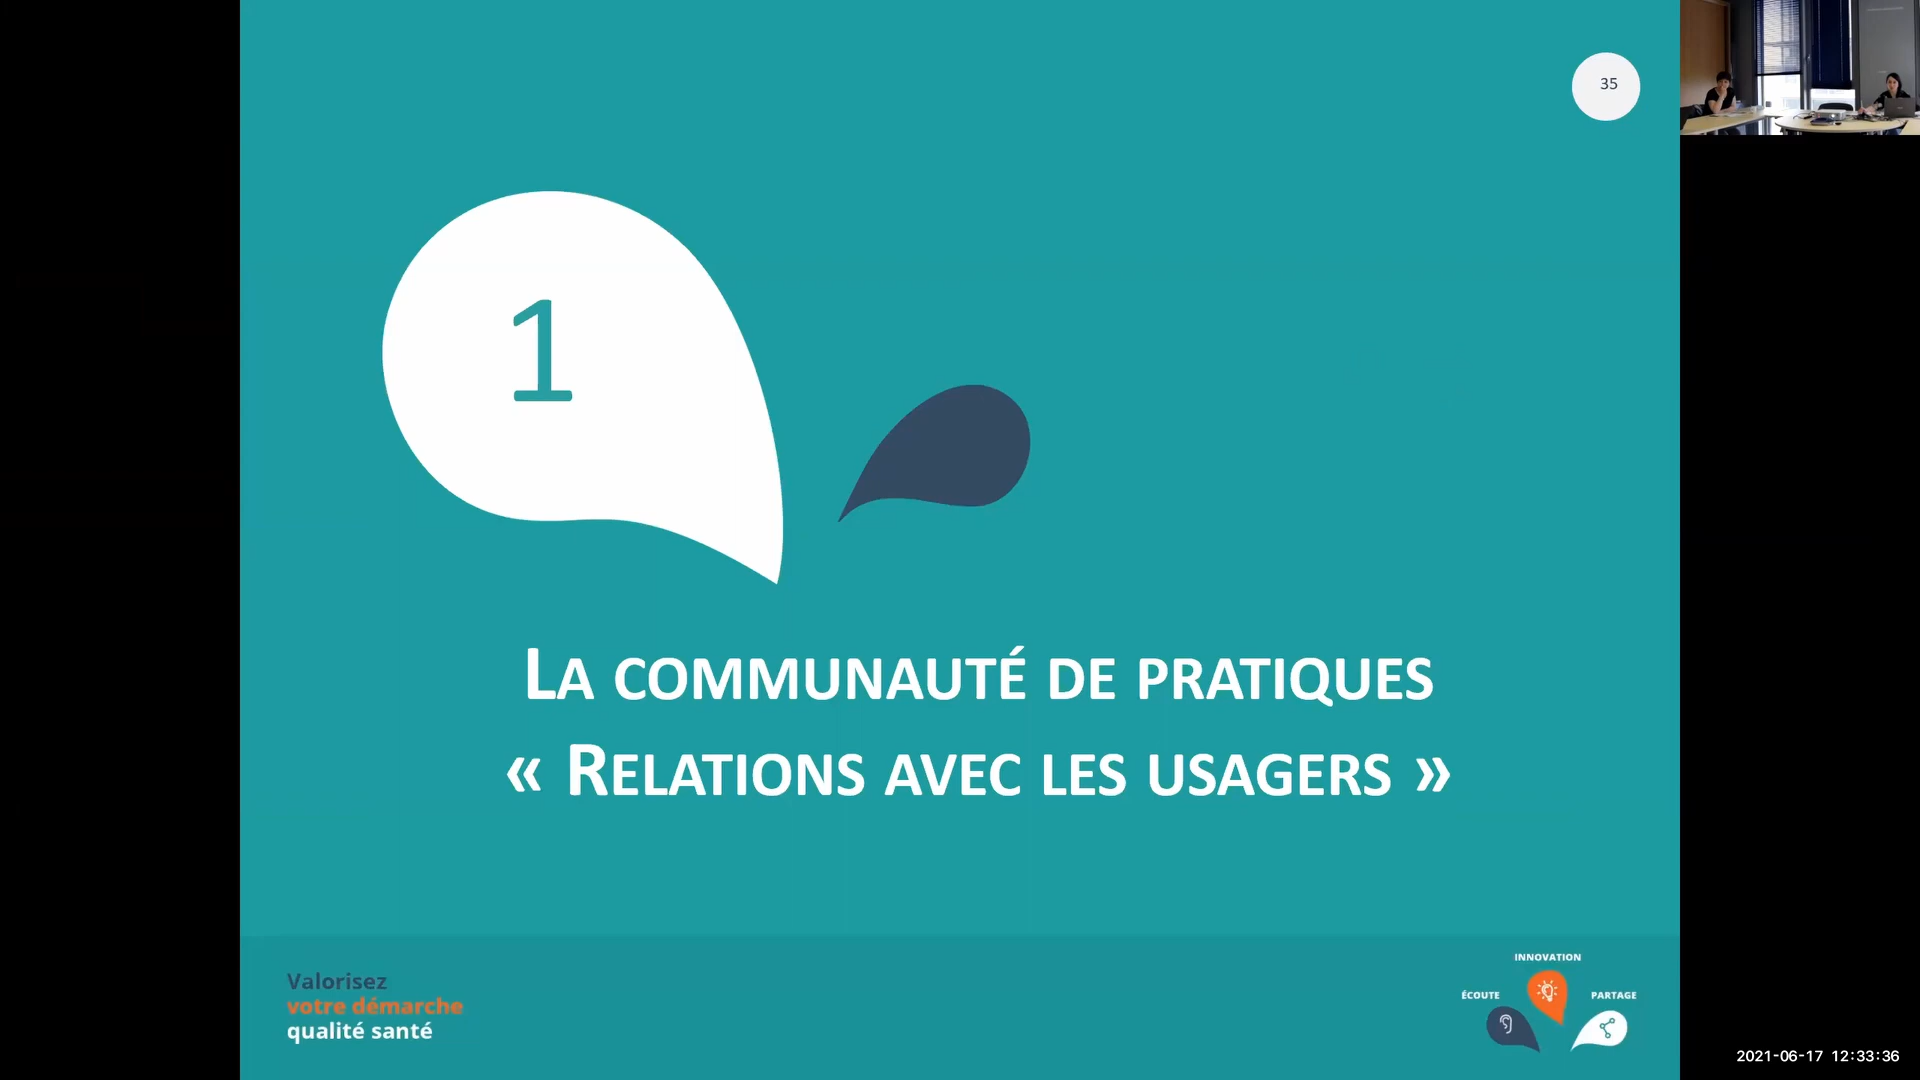 35
1
La communauté de pratiques
« Relations avec les usagers »
Valorisez
votre démarche
qualité santé
INNOVATION
ÉCOUTE
PARTAGE
2021-06-17 12:33:36